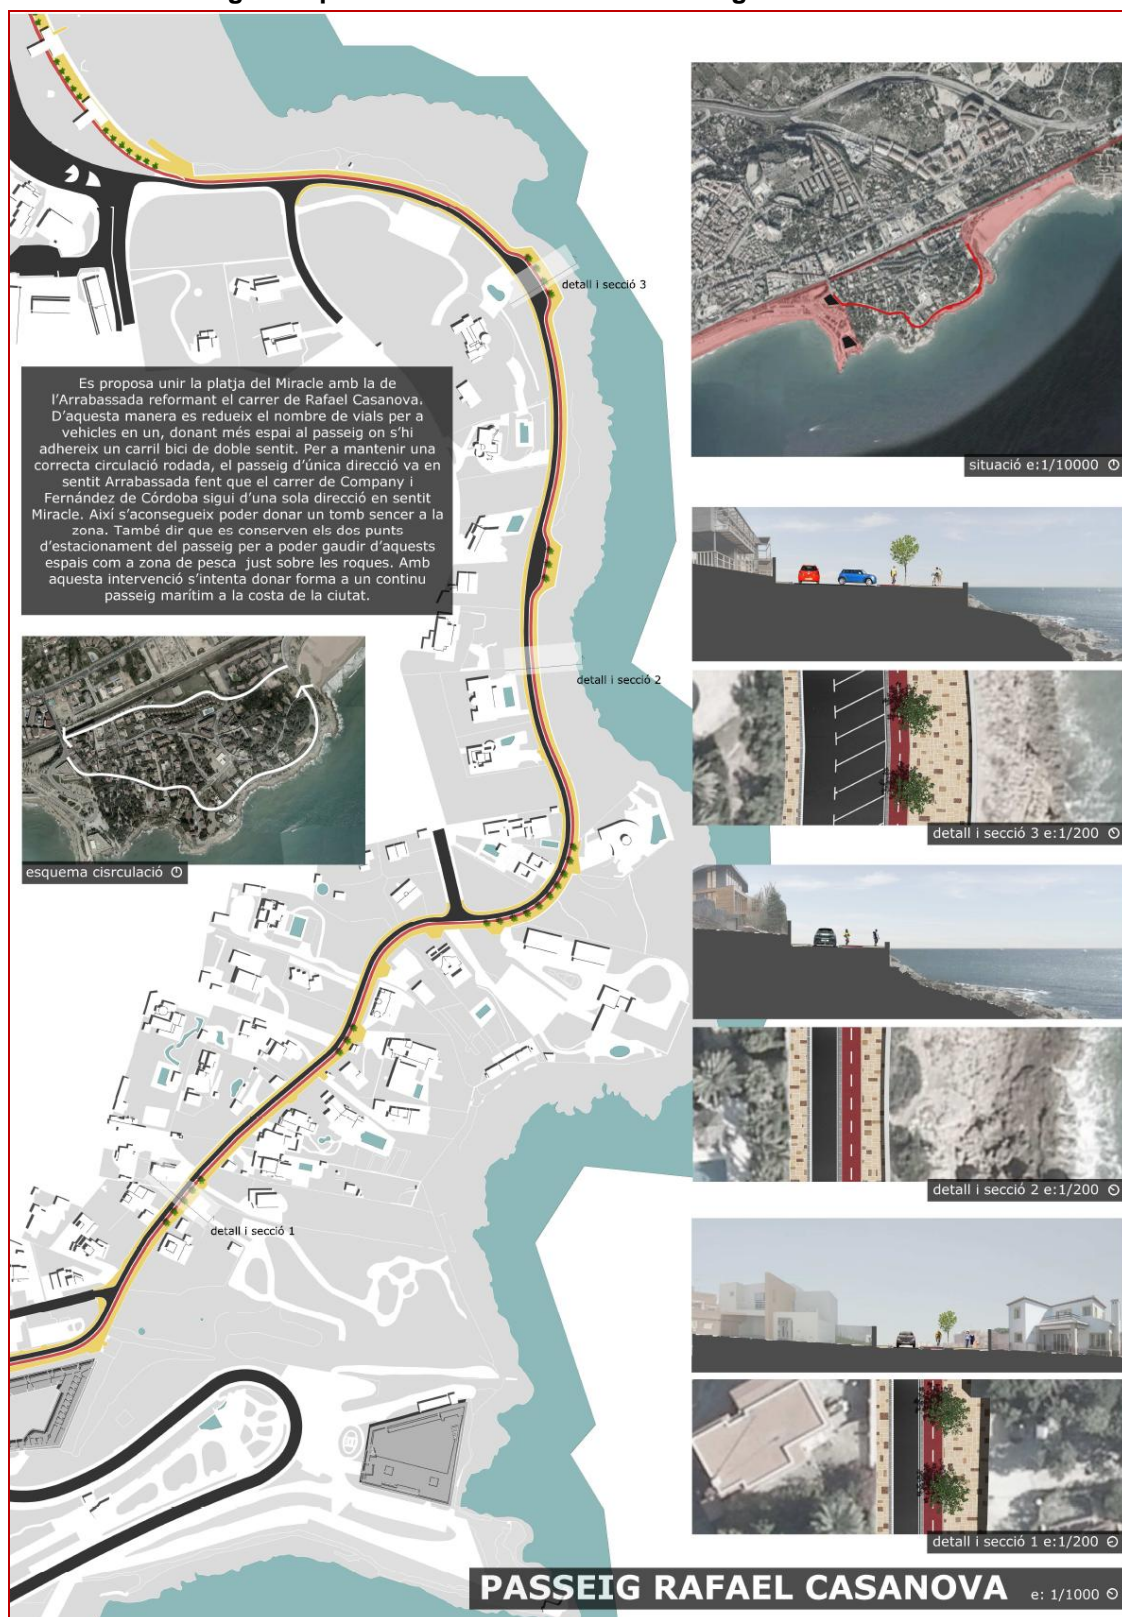 detall i secció 3
Es proposa unir la platja del Miracle amb la de
l'Arrabassada reformant el carrer de Rafael Casanova.
D'aquesta manera es redueix el nombre de vials per a
vehicles en un, donant més espai al passeig on s'hi
adhereix un carril bici de doble sentit. Per a mantenir una
correcta circulació rodada, el passeig d'única direcció va en
sentit Arrabassada fent que el carrer de Company i
Fernández de Córdoba sigui d'una sola direcció en sentit
Miracle. Així s'aconsegueix poder donar un tomb sencer a la
zona. També dir que es conserven els dos punts
d'estacionament del passeig per a poder gaudir d'aquests
espais com a zona de pesca just sobre les roques. Amb
aquesta intervenció s'intenta donar forma a un continu
passeig marítim a la costa de la ciutat.
situació e:1/10000
detall i secció 2
esquema cisrculació
detall i secció 3 e:1/200
detall i secció 2 e:1/200
detall i secció 1
detall i secció 1 e:1/200
PASSEIG RAFAEL CASANOVA e: 1/1000